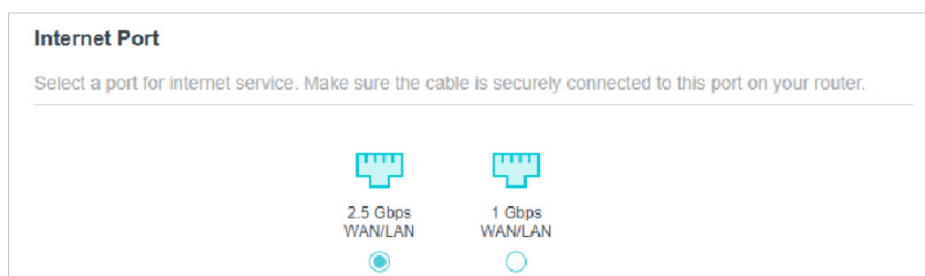 Internet Port
Select a port for internet service. Make sure the cable is securely connected to this port on your router.
2.5 Gbps 1 Gbps
WAN/LAN WAN/LAN